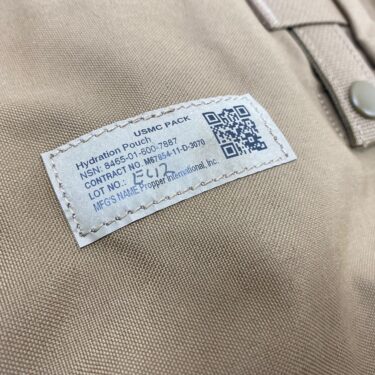 USMC PACK
Hydration Pouch
NSN: 8465-01-600-7887
CONTRACT NO. M67854-11-D-3070
LOT NO.: E412
MFG'S NAME Propper International, Inc.